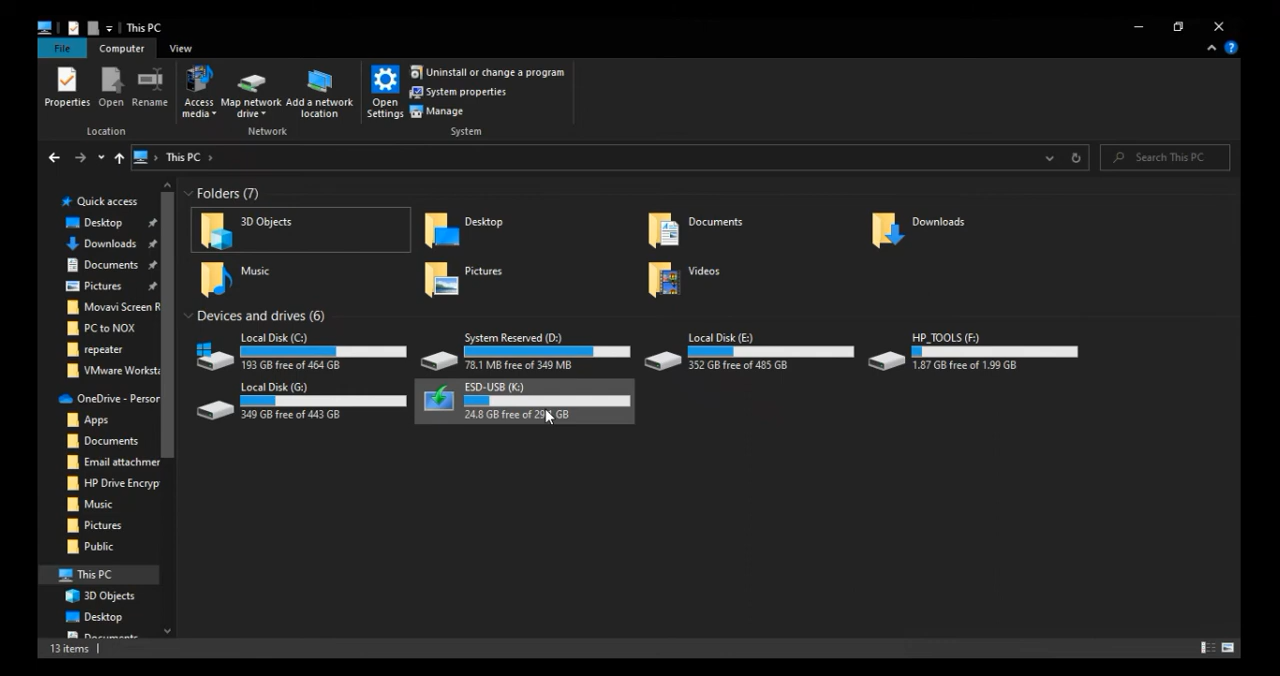 This PC
File Computer View
Properties Open Rename Access media Map network drive Add a network location Open Settings Uninstall or change a program
System properties
Manage
Location Network System
This PC Search This PC
Quick access
Desktop
Downloads
Documents
Pictures
Movavi Screen R
PC to NOX
repeater
VMware Worksta
OneDrive - Person
Apps
Documents
Email attachmen
HP Drive Encryp
Music
Pictures
Public
This PC
3D Objects
Desktop
Documents
Folders (7)
3D Objects Desktop Documents Downloads
Music Pictures Videos
Devices and drives (6)
Local Disk (C:) System Reserved (D:) Local Disk (E:) HP_TOOLS (F:)
193 GB free of 464 GB 78.1 MB free of 349 MB 352 GB free of 485 GB 1.87 GB free of 1.99 GB
Local Disk (G:) ESD-USB (K:)
349 GB free of 443 GB 24.8 GB free of GB
13 items